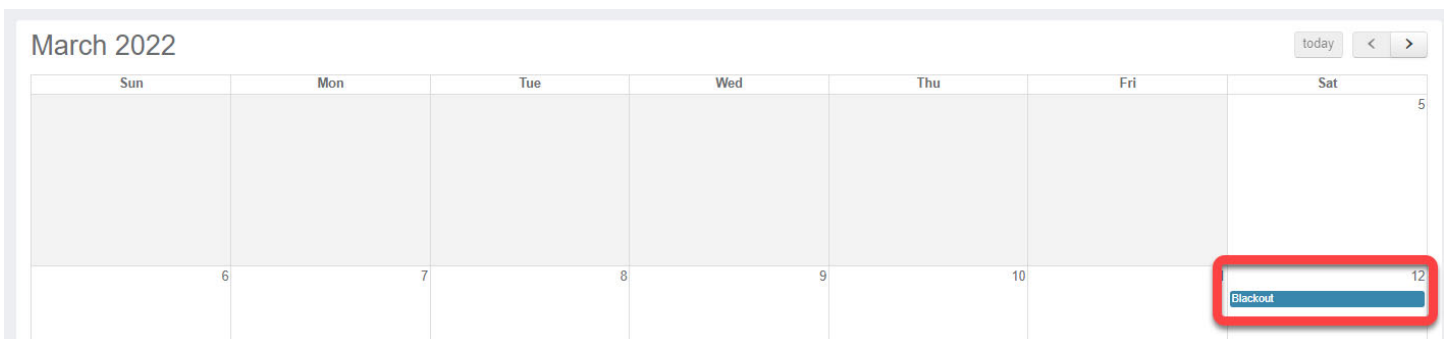 March 2022
today < >
Sun Mon Tue Wed Thu Fri Sat
5
6 7 8 9 10 12
Blackout